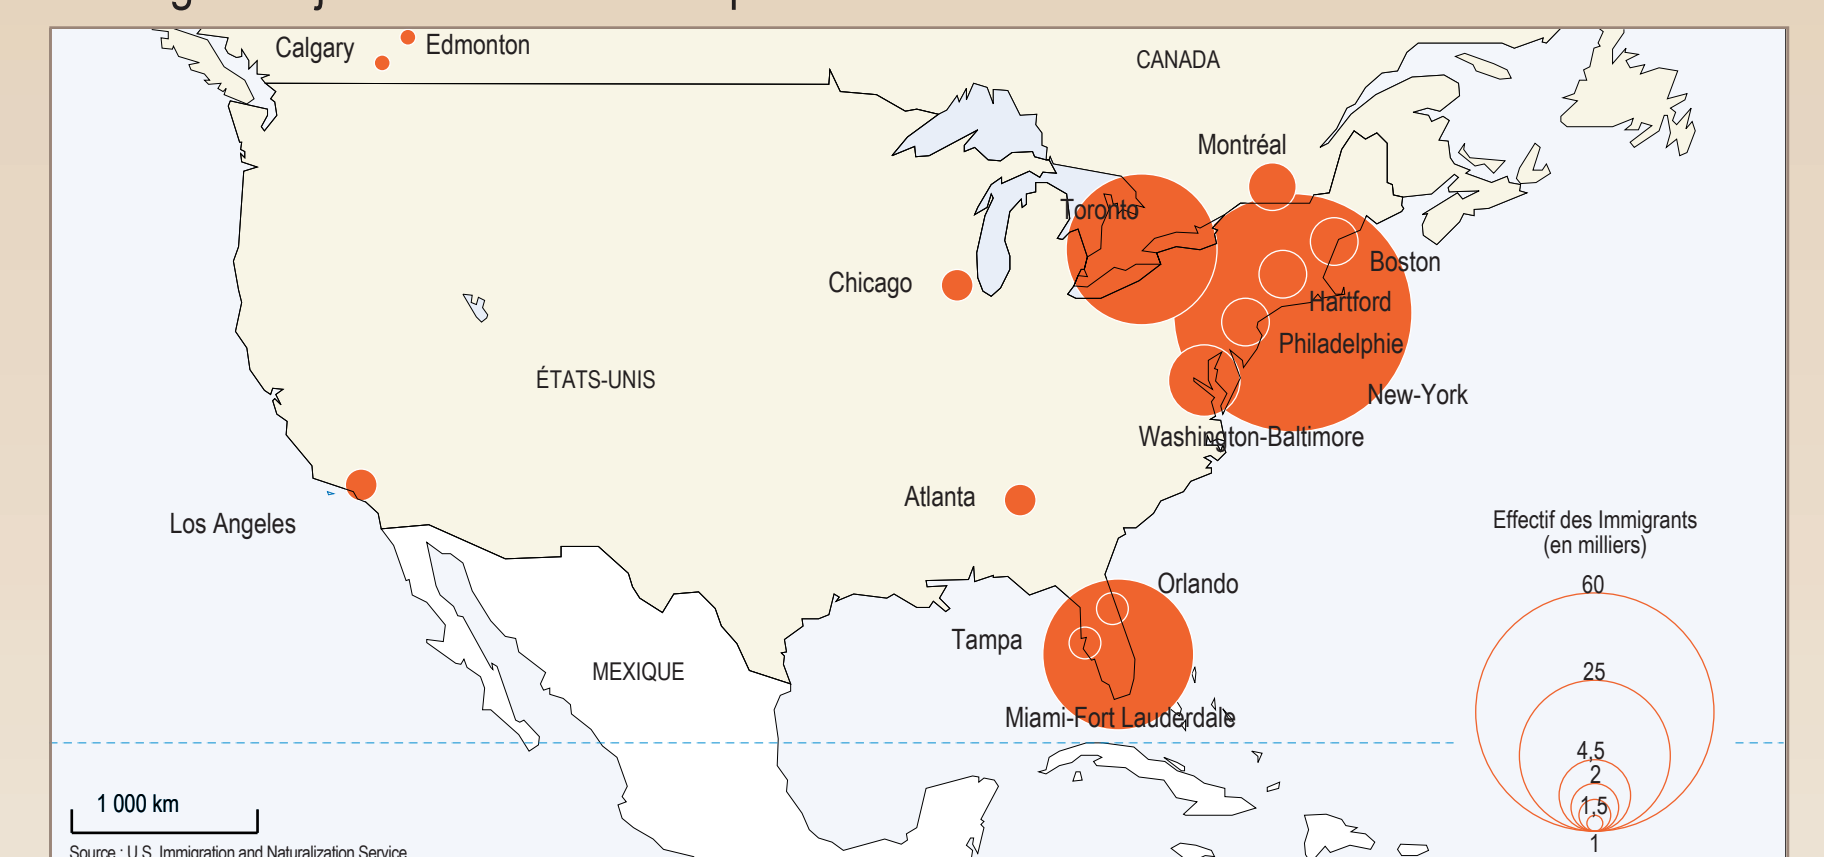 Calgary
Edmonton
CANADA
Montréal
Toronto
Boston
Chicago
Hartford
Philadelphie
ÉTATS-UNIS
New-York
Washington-Baltimore
Atlanta
Los Angeles
Effectif des Immigrants
(en milliers)
60
Orlando
Tampa
25
MEXIQUE
Miami-Fort Lauderdale
4,5
2
1,5
1
1 000 km
Source : U.S. Immigration and Naturalization Service